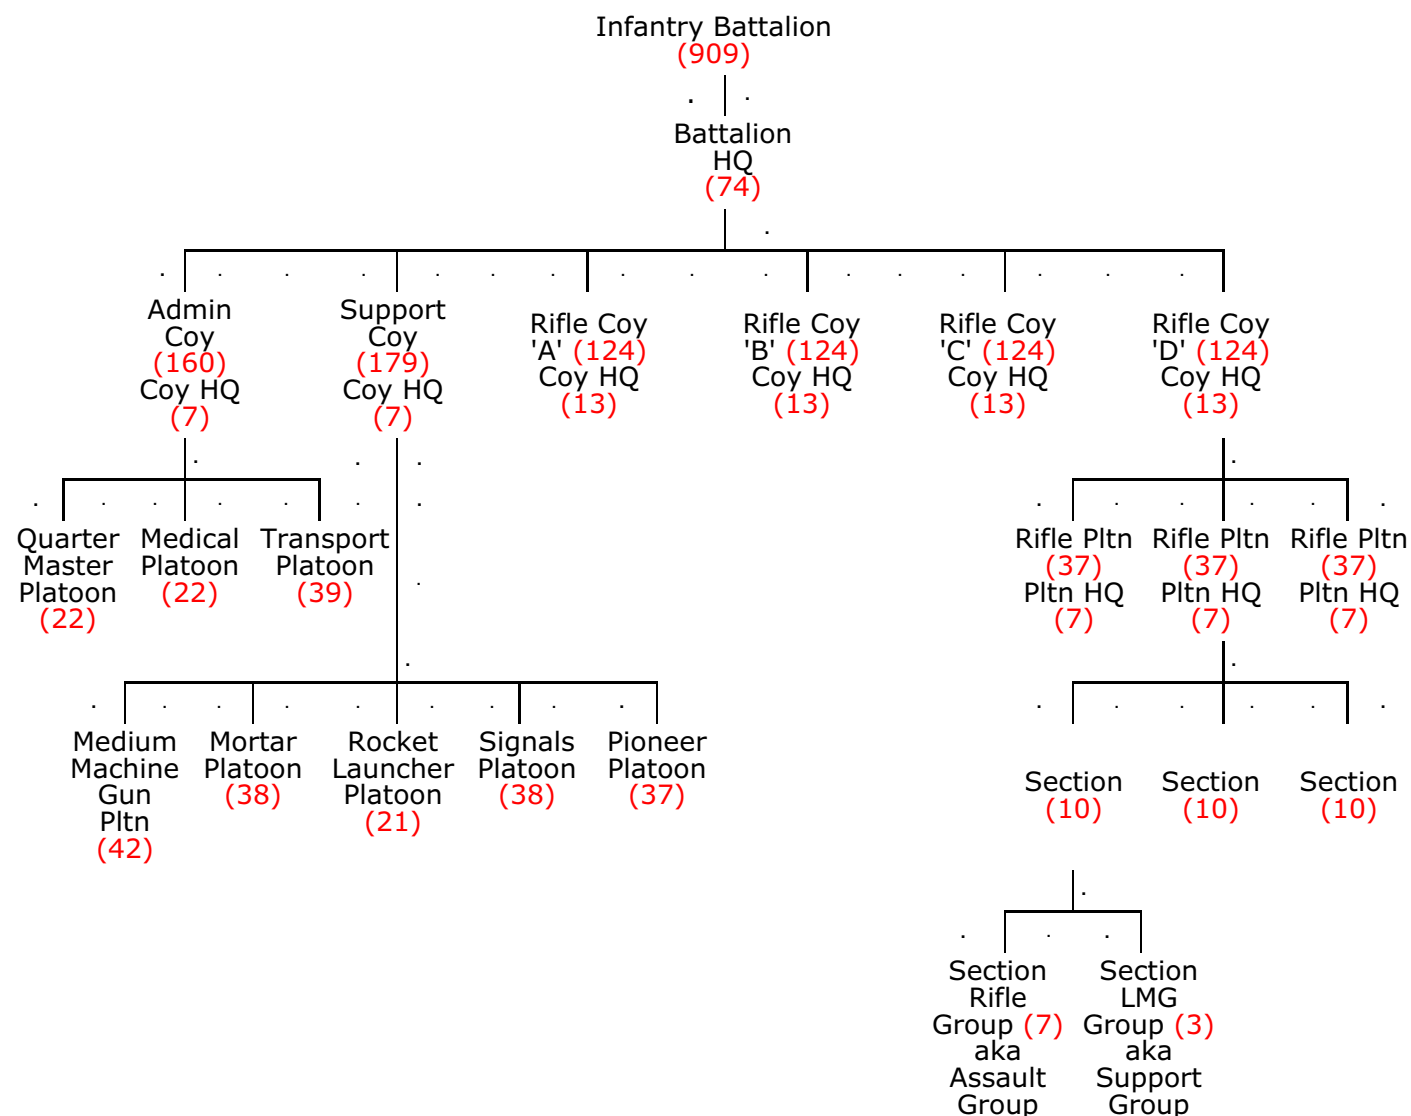 Infantry Battalion
(909)
Battalion
HQ
(74)
Admin
Coy
(160)
Coy HQ
(7)
Support
Coy
(179)
Coy HQ
(7)
Rifle Coy
'A' (124)
Coy HQ
(13)
Rifle Coy
'B' (124)
Coy HQ
(13)
Rifle Coy
'C' (124)
Coy HQ
(13)
Rifle Coy
'D' (124)
Coy HQ
(13)
Quarter
Master
Platoon
(22)
Medical
Platoon
(22)
Transport
Platoon
(39)
Rifle Pltn
(37)
Pltn HQ
(7)
Rifle Pltn
(37)
Pltn HQ
(7)
Rifle Pltn
(37)
Pltn HQ
(7)
Medium
Machine
Gun
Pltn
(42)
Mortar
Platoon
(38)
Rocket
Launcher
Platoon
(21)
Signals
Platoon
(38)
Pioneer
Platoon
(37)
Section
(10)
Section
(10)
Section
(10)
Section
Rifle
Group (7)
aka
Assault
Group
Section
LMG
Group (3)
aka
Support
Group